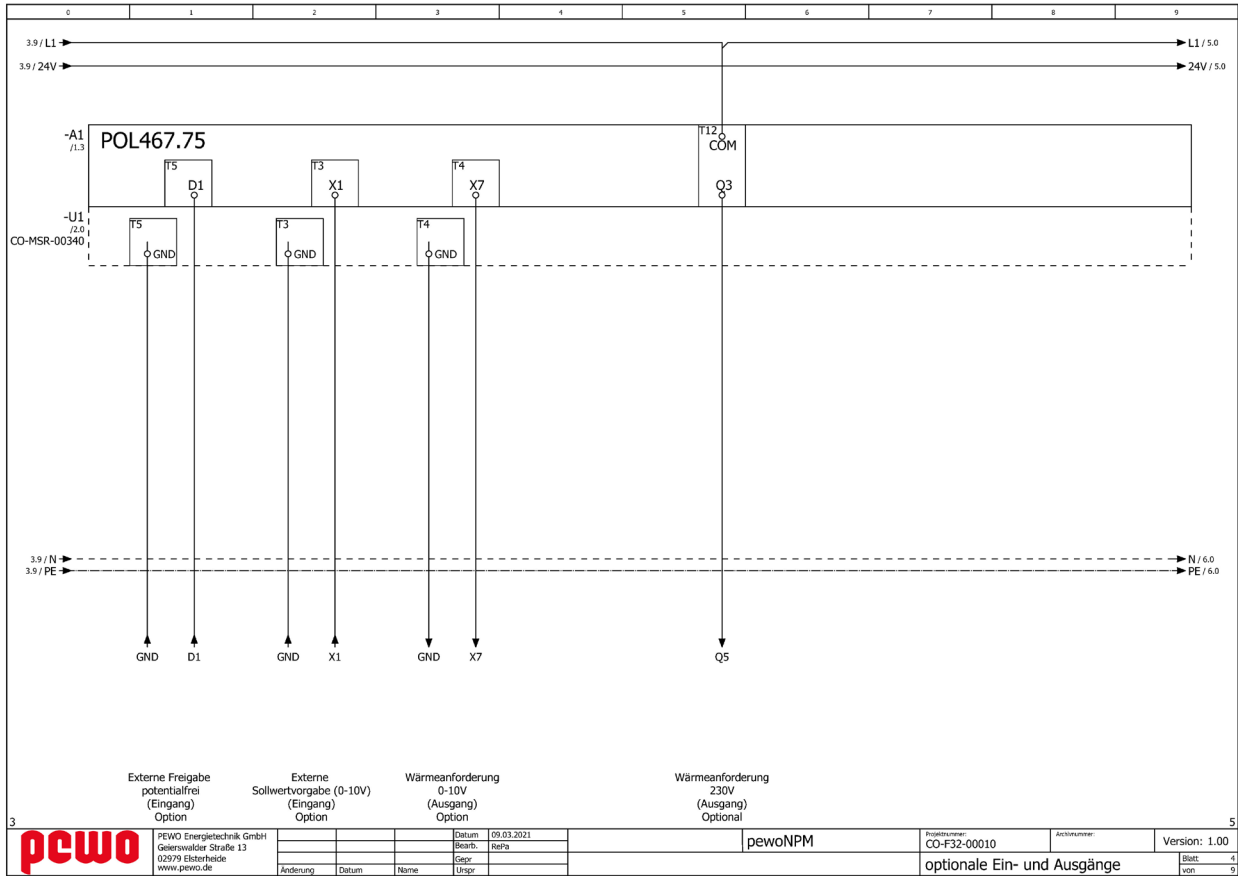 0 1 2 3 4 5 6 7 8 9
3.9 / L1 L1 / 5.0
3.9 / 24V 24V / 5.0
-A1 POL467.75
/1.3
T12
COM
T5 T3 T4
D1 X1 X7 Q3
-U1
/2.0
CO-MSR-00340
T5 T3 T4
GND GND GND
3.9 / N N / 6.0
3.9 / PE PE / 6.0
GND D1 GND X1 GND X7 Q5
Externe Freigabe
potentialfrei
(Eingang)
Option
Externe
Sollwertvorgabe (0-10V)
(Eingang)
Option
Wärmeanforderung
0-10V
(Ausgang)
Option
Wärmeanforderung
230V
(Ausgang)
Optional
3 5
pewo
PEWO Energietechnik GmbH
Geierswalder Straße 13
02979 Elsterheide
www.pewo.de
Änderung Datum Name
Datum 09.03.2021
Bearb. RePa
Gepr
Urspr
pewoNPM
Projektnummer:
CO-F32-00010
Archivnummer:
Version: 1.00
optionale Ein- und Ausgänge
Blatt 4
von 9